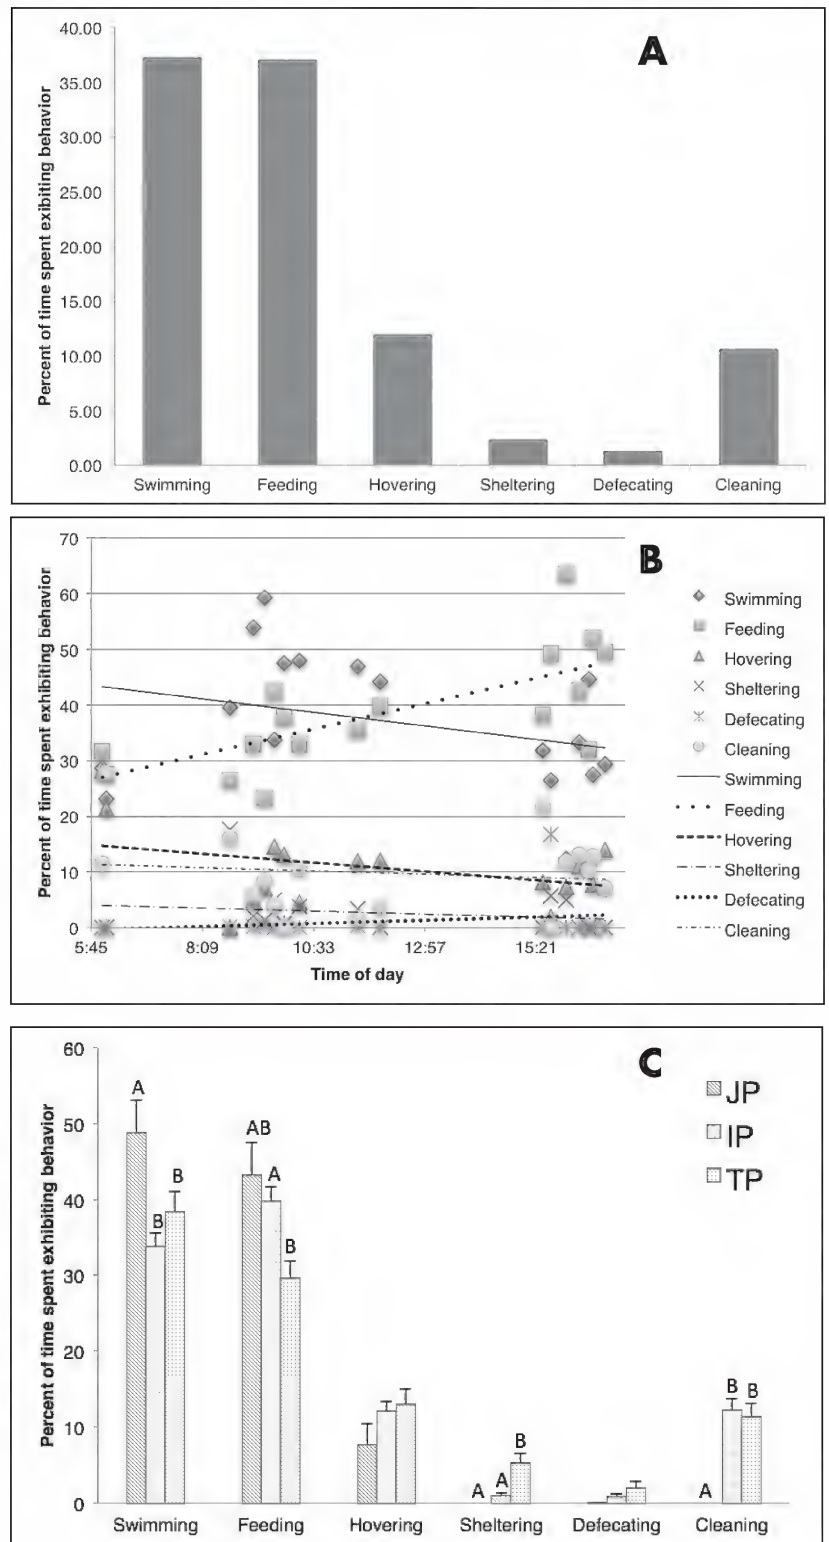 A
40.00
35.00
30.00
25.00
20.00
15.00
10.00
5.00
0.00
Percent of time spent exibiting behavior
Swimming Feeding Hovering Sheltering Defecating Cleaning
B
70
60
50
40
30
20
10
0
Percent of time spent exhibiting behavior
5:45 8:09 10:33 12:57 15:21
Time of day
Swimming
Feeding
Hovering
Sheltering
Defecating
Cleaning
Swimming
Feeding
Hovering
Sheltering
Defecating
Cleaning
C
60
50
40
30
20
10
0
Percent of time spent exhibiting behavior
JP
IP
TP
A B B
AB A B
A A B
A B B
Swimming Feeding Hovering Sheltering Defecating Cleaning